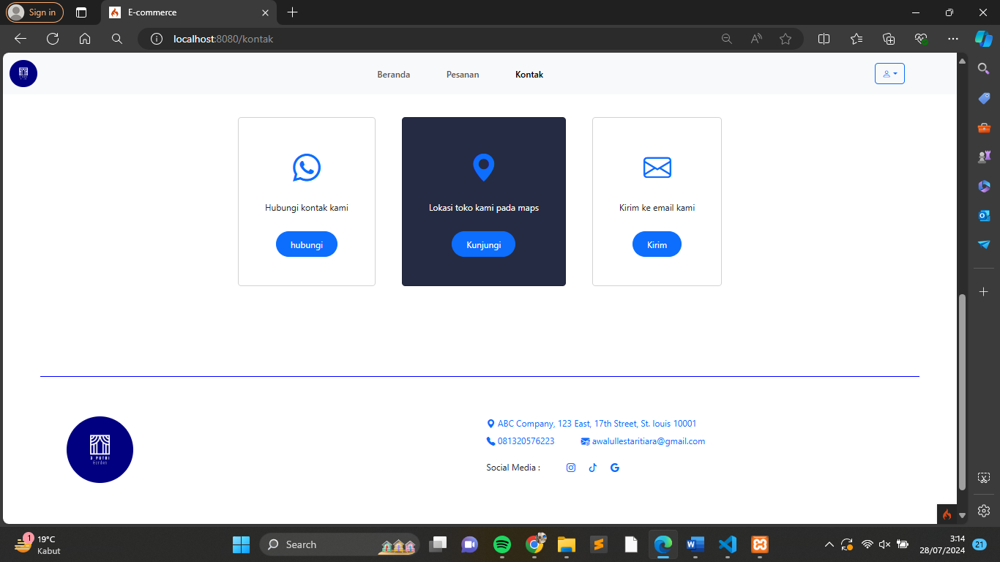 Sign in
E-commerce
localhost:8080/kontak
Beranda Pesanan Kontak
Hubungi kontak kami
hubungi
Lokasi toko kami pada maps
Kunjungi
Kirim ke email kami
Kirim
3 PUTRI
ABC Company, 123 East, 17th Street, St. louis 10001
081320576223 awalullestaritiara@gmail.com
Social Media :
1
19°C
Kabut
Search
3:14
28/07/2024
21